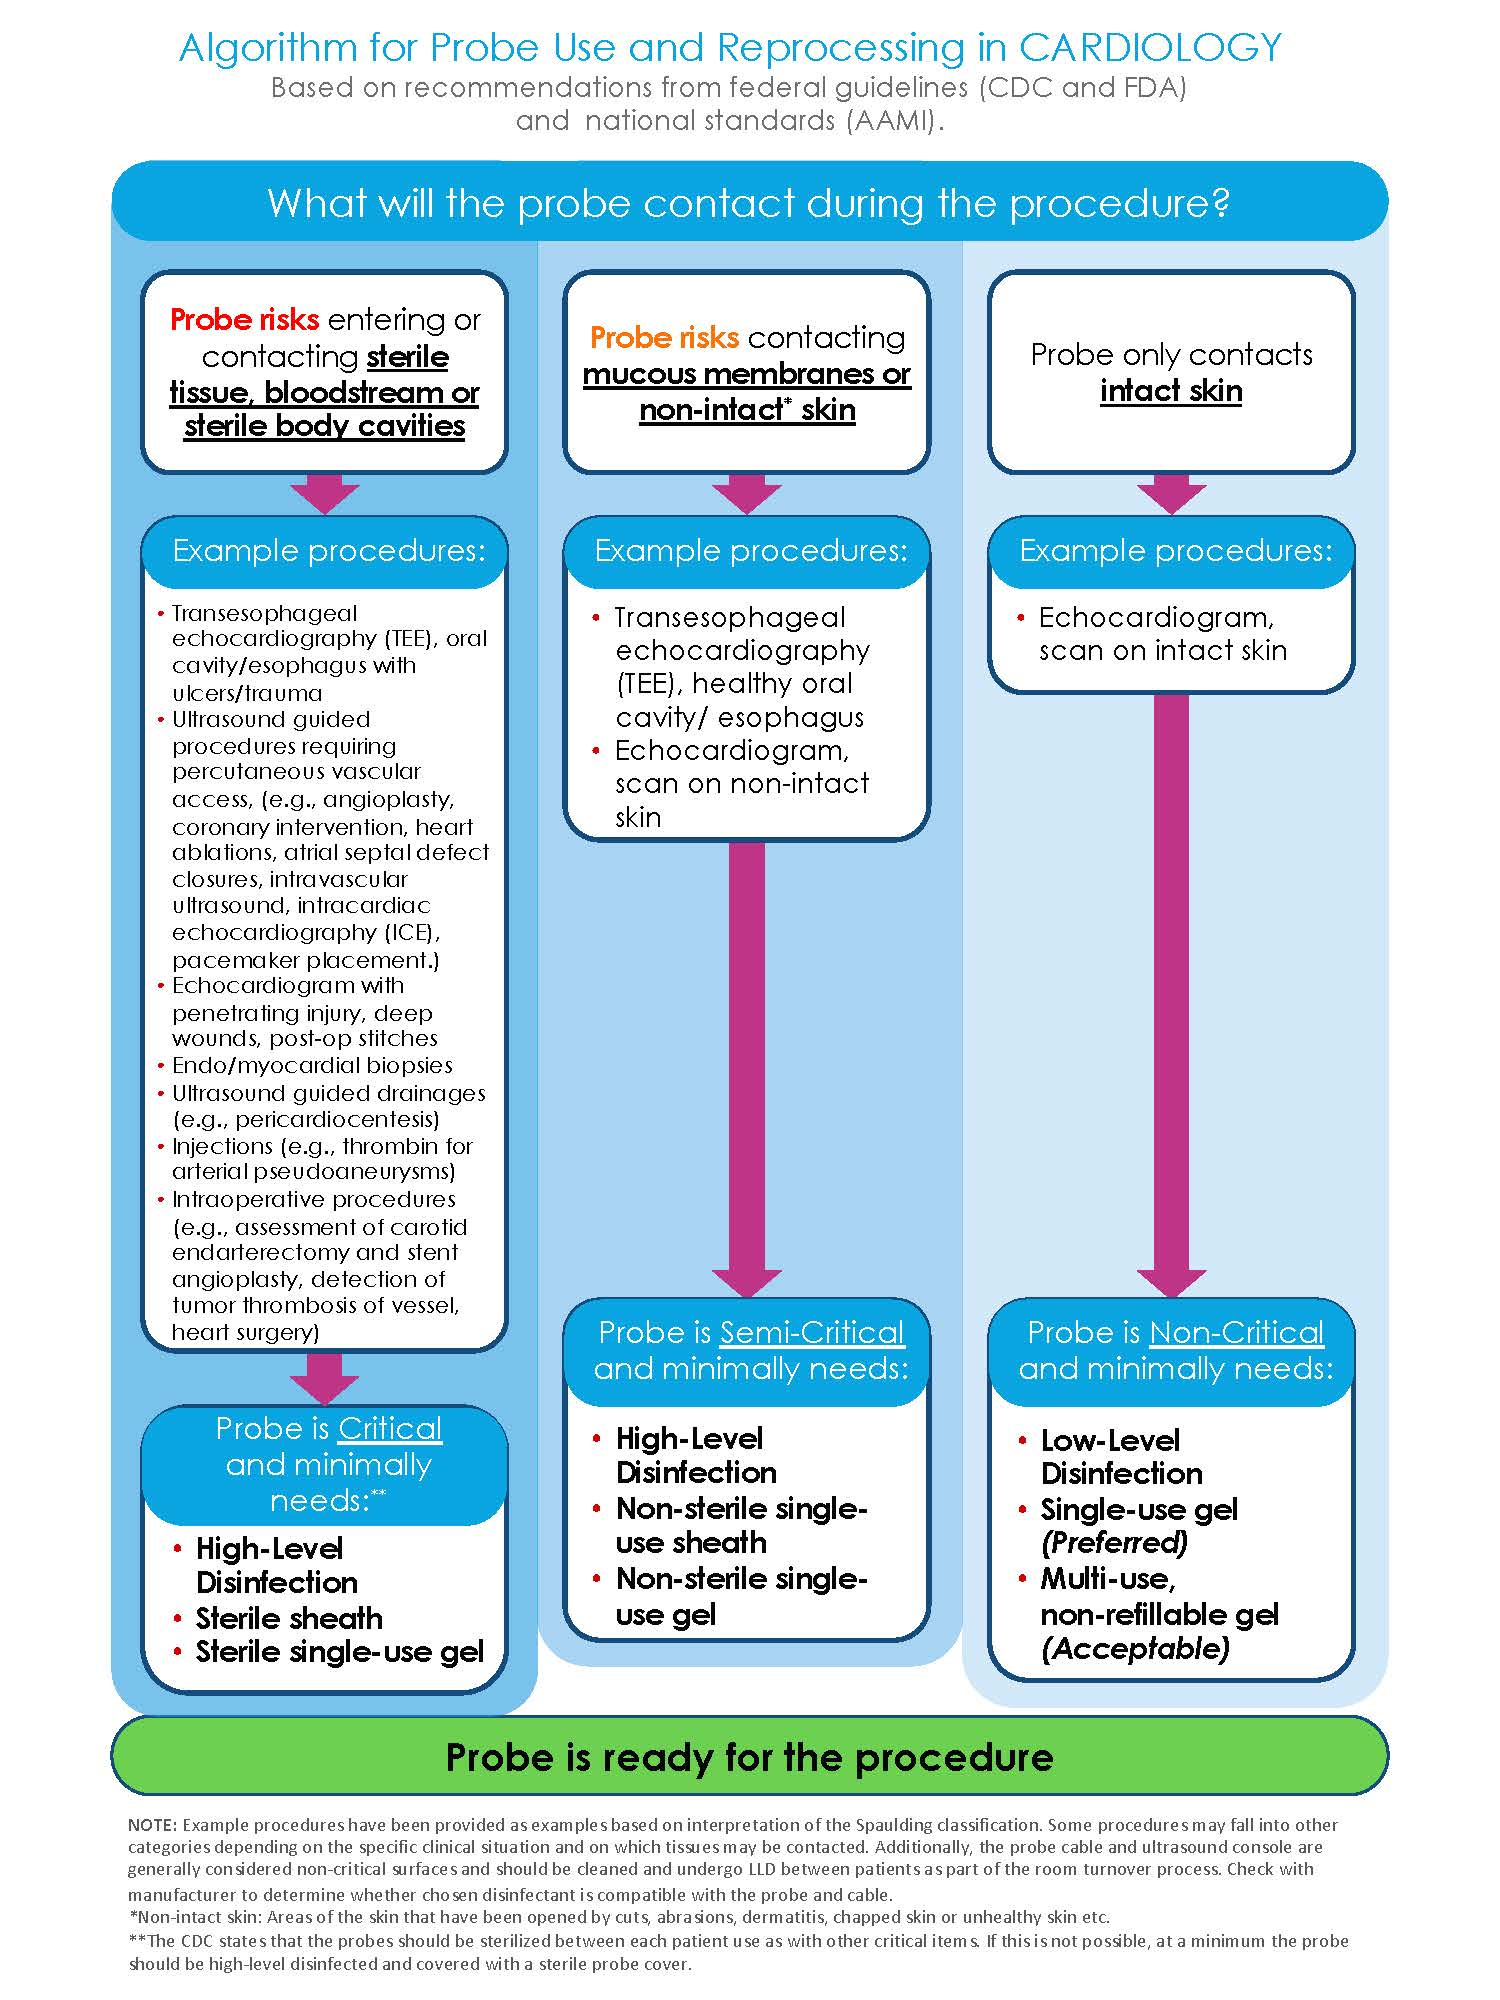 Algorithm for Probe Use and Reprocessing in CARDIOLOGY
Based on recommendations from federal guidelines (CDC and FDA)
and national standards (AAMI).
What will the probe contact during the procedure?
Probe risks entering or
contacting sterile
tissue, bloodstream or
sterile body cavities
Example procedures:
• Transesophageal
echocardiography (TEE), oral
cavity/esophagus with
ulcers/trauma
• Ultrasound guided
procedures requiring
percutaneous vascular
access, (e.g., angioplasty,
coronary intervention, heart
ablations, atrial septal defect
closures, intravascular
ultrasound, intracardiac
echocardiography (ICE),
pacemaker placement.)
• Echocardiogram with
penetrating injury, deep
wounds, post-op stitches
• Endo/myocardial biopsies
• Ultrasound guided drainages
(e.g., pericardiocentesis)
• Injections (e.g., thrombin for
arterial pseudoaneurysms)
• Intraoperative procedures
(e.g., assessment of carotid
endarterectomy and stent
angioplasty, detection of
tumor thrombosis of vessel,
heart surgery)
Probe is Critical
and minimally
needs:**
• High-Level
Disinfection
• Sterile sheath
• Sterile single-use gel
Probe risks contacting
mucous membranes or
non-intact* skin
Example procedures:
• Transesophageal
echocardiography
(TEE), healthy oral
cavity/ esophagus
• Echocardiogram,
scan on non-intact
skin
Probe is Semi-Critical
and minimally needs:
• High-Level
Disinfection
• Non-sterile single-
use sheath
• Non-sterile single-
use gel
Probe only contacts
intact skin
Example procedures:
• Echocardiogram,
scan on intact skin
Probe is Non-Critical
and minimally needs:
• Low-Level
Disinfection
• Single-use gel
(Preferred)
• Multi-use,
non-refillable gel
(Acceptable)
Probe is ready for the procedure
NOTE: Example procedures have been provided as examples based on interpretation of the Spaulding classification. Some procedures may fall into other
categories depending on the specific clinical situation and on which tissues may be contacted. Additionally, the probe cable and ultrasound console are
generally considered non-critical surfaces and should be cleaned and undergo LLD between patients as part of the room turnover process. Check with
manufacturer to determine whether chosen disinfectant is compatible with the probe and cable.
*Non-intact skin: Areas of the skin that have been opened by cuts, abrasions, dermatitis, chapped skin or unhealthy skin etc.
**The CDC states that the probes should be sterilized between each patient use as with other critical items. If this is not possible, at a minimum the probe
should be high-level disinfected and covered with a sterile probe cover.